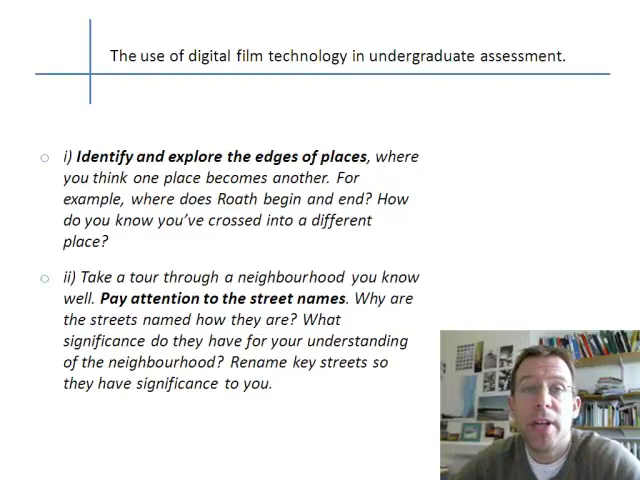 The use of digital film technology in undergraduate assessment.
i) Identify and explore the edges of places, where
you think one place becomes another. For
example, where does Roath begin and end? How
do you know you've crossed into a different
place?
ii) Take a tour through a neighbourhood you know
well. Pay attention to the street names. Why are
the streets named how they are? What
significance do they have for your understanding
of the neighbourhood? Rename key streets so
they have significance to you.